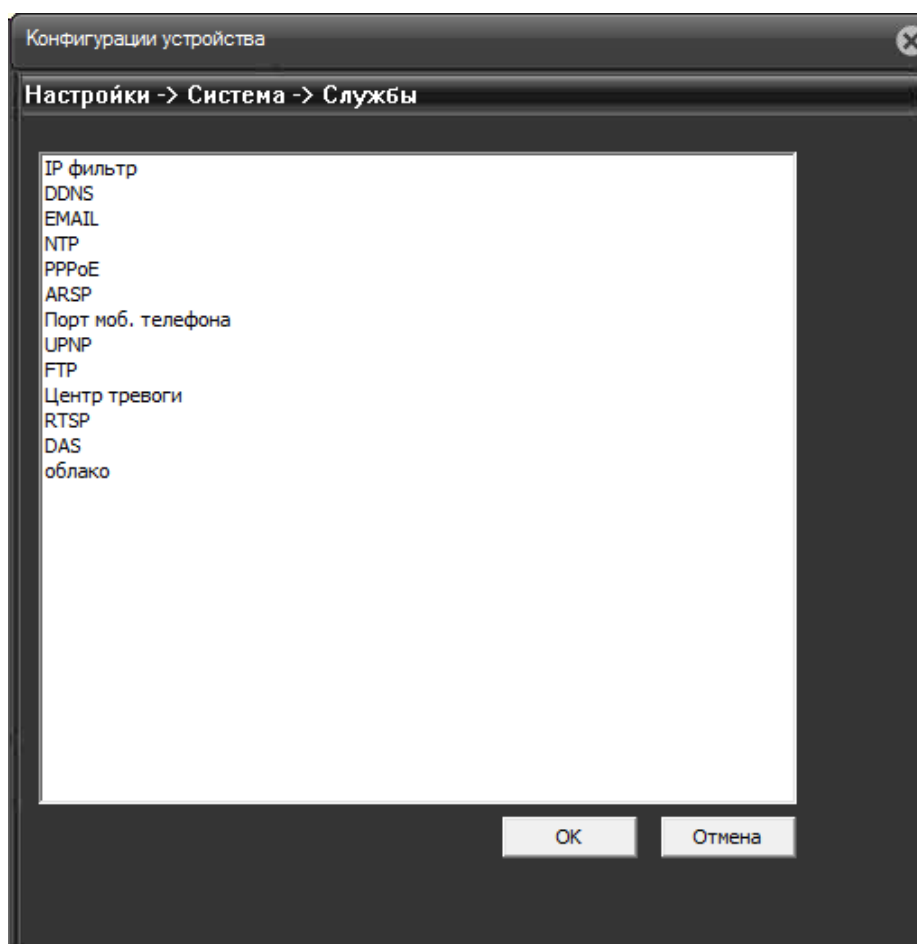 Конфигурации устройства
Настройки -> Система -> Службы
IP фильтр
DDNS
EMAIL
NTP
PPPoE
ARSP
Порт моб. телефона
UPNP
FTP
Центр тревоги
RTSP
DAS
облако
OK
Отмена